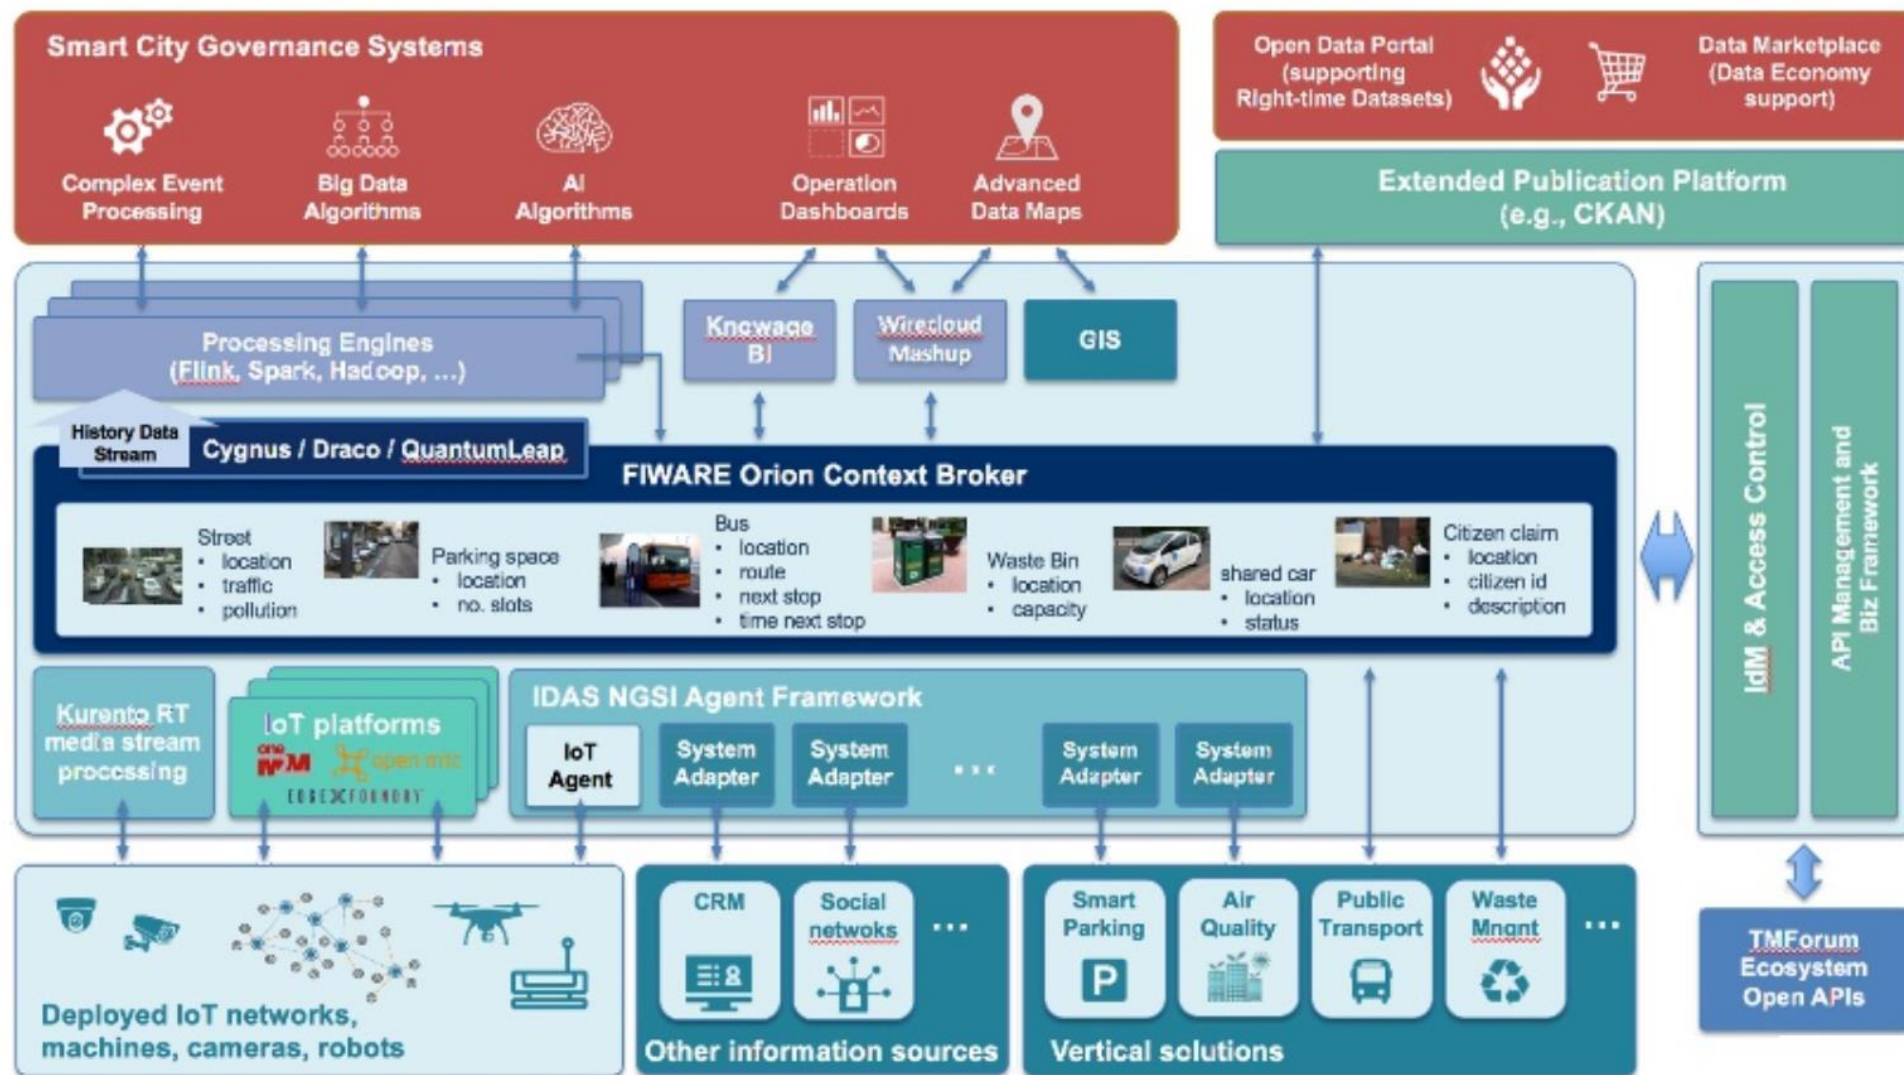 Smart City Governance Systems
Complex Event
Processing
Big Data
Algorithms
AI
Algorithms
Operation
Dashboards
Advanced
Data Maps
Open Data Portal
(supporting
Right-time Datasets)
Data Marketplace
(Data Economy
support)
Extended Publication Platform
(e.g., CKAN)
Processing Engines
(Flink, Spark, Hadoop, ...)
Knowage
BI
Wirecloud
Mashup
GIS
History Data
Stream
Cygnus / Draco / QuantumLeap
FIWARE Orion Context Broker
Street
• location
• traffic
• pollution
Parking space
• location
• no. slots
Bus
• location
• route
• next stop
• time next stop
Waste Bin
• location
• capacity
shared car
• location
• status
Citizen claim
• location
• citizen id
• description
IdM & Access Control
API Management and
Biz Framework
Kurento RT
media stream
processing
IoT platforms
one
M2M
open mtc
EDGE X FOUNDRY
IDAS NGSI Agent Framework
IoT
Agent
System
Adapter
System
Adapter
...
System
Adapter
System
Adapter
Deployed IoT networks,
machines, cameras, robots
CRM
Social
netwoks
...
Other information sources
Smart
Parking
P
Air
Quality
Public
Transport
Waste
Mngnt
...
Vertical solutions
TMForum
Ecosystem
Open APIs